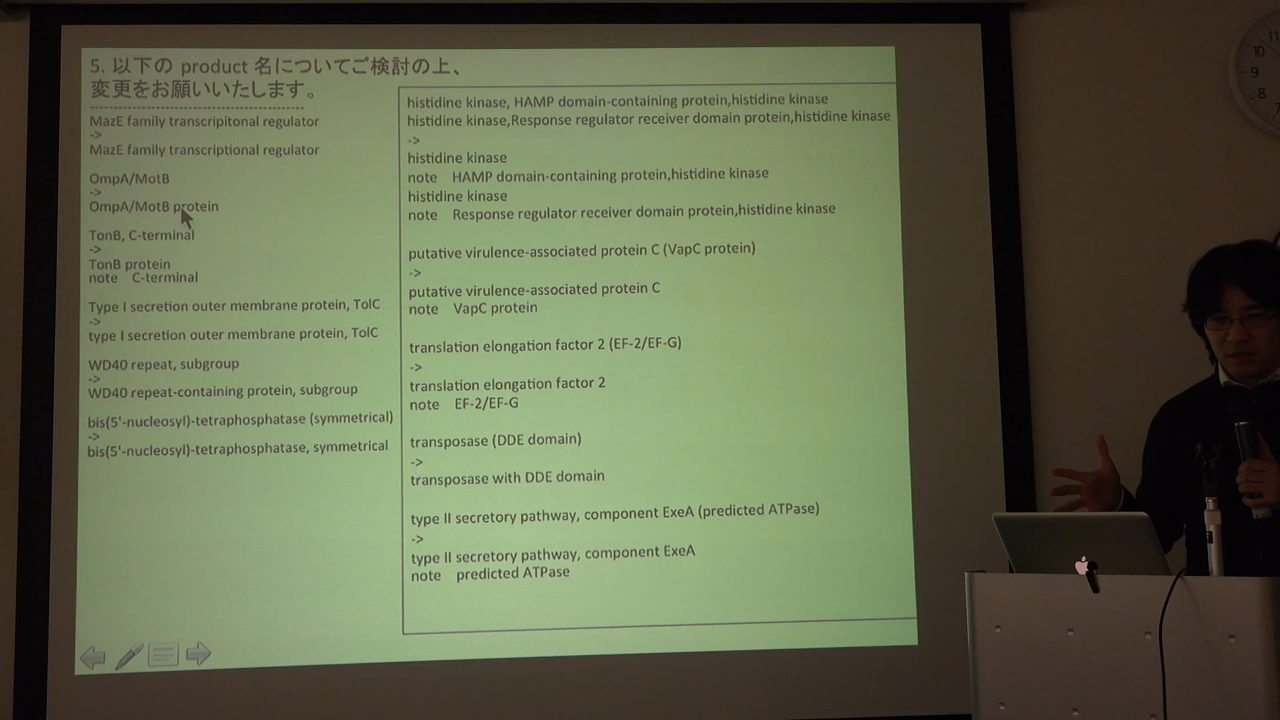 5. 以下の product 名についてご検討の上、
変更をお願いいたします。
----------------------------------------
MazE family transcripitonal regulator
->
MazE family transcriptional regulator
OmpA/MotB
->
OmpA/MotB protein
TonB, C-terminal
->
TonB protein
note C-terminal
Type I secretion outer membrane protein, TolC
->
type I secretion outer membrane protein, TolC
WD40 repeat, subgroup
->
WD40 repeat-containing protein, subgroup
bis(5'-nucleosyl)-tetraphosphatase (symmetrical)
->
bis(5'-nucleosyl)-tetraphosphatase, symmetrical
histidine kinase, HAMP domain-containing protein,histidine kinase
histidine kinase,Response regulator receiver domain protein,histidine kinase
->
histidine kinase
note HAMP domain-containing protein,histidine kinase
histidine kinase
note Response regulator receiver domain protein,histidine kinase
putative virulence-associated protein C (VapC protein)
->
putative virulence-associated protein C
note VapC protein
translation elongation factor 2 (EF-2/EF-G)
->
translation elongation factor 2
note EF-2/EF-G
transposase (DDE domain)
->
transposase with DDE domain
type II secretory pathway, component ExeA (predicted ATPase)
->
type II secretory pathway, component ExeA
note predicted ATPase
11
10
9
8